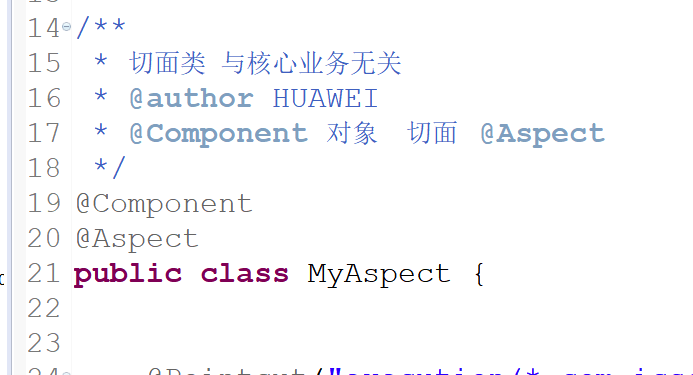 14 /**
15 * 切面类 与核心业务无关
16 * @author HUAWEI
17 * @Component 对象 切面 @Aspect
18 */
19 @Component
20 @Aspect
21 public class MyAspect {
22
23